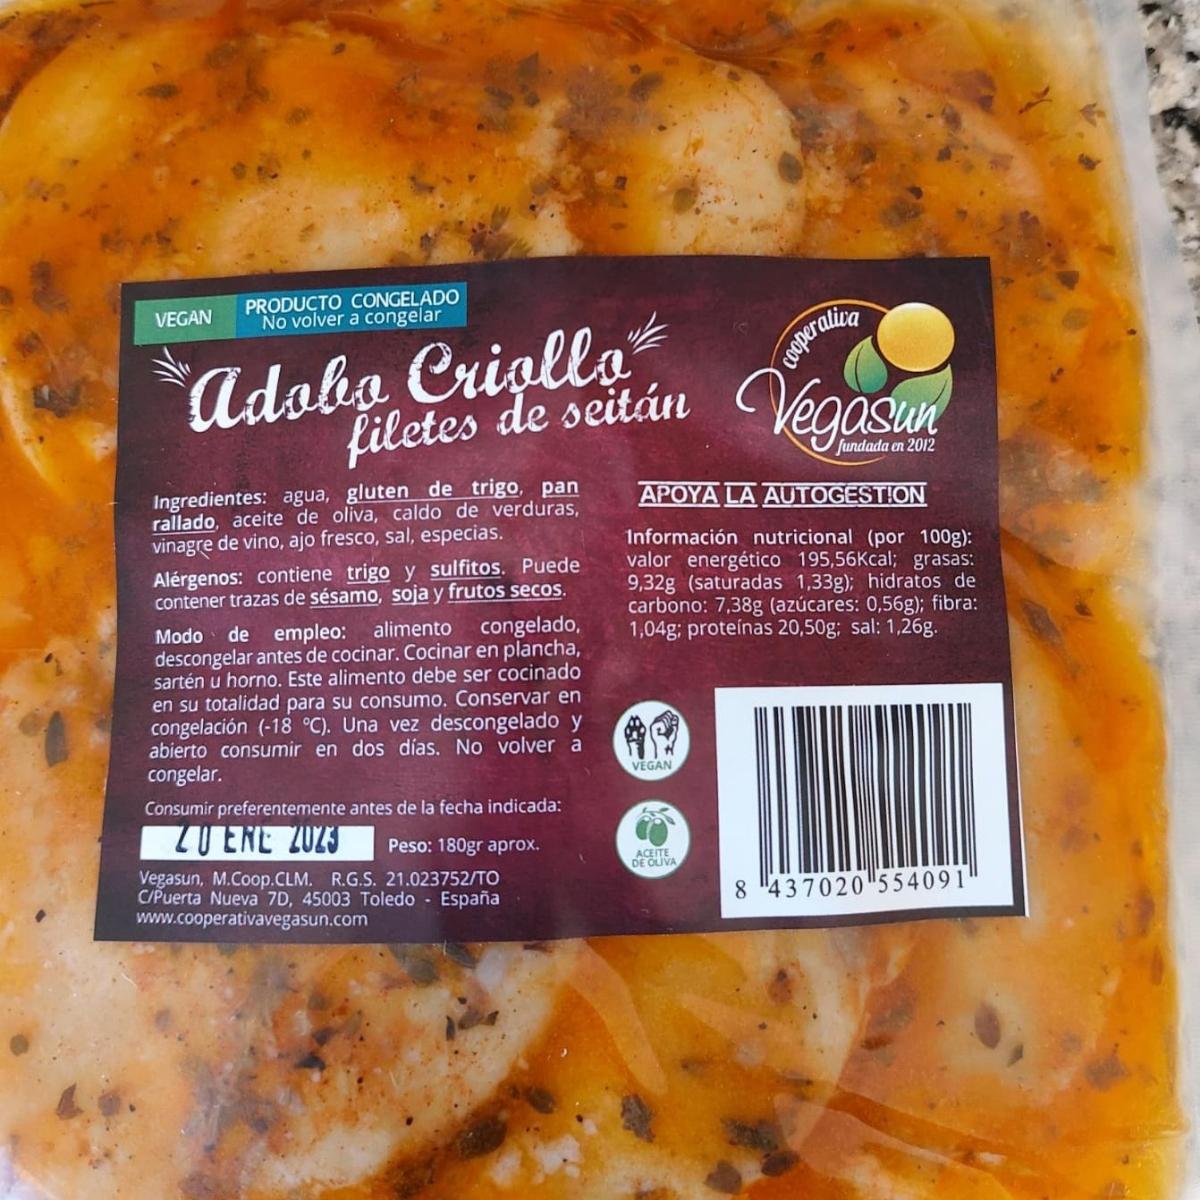 VEGAN
PRODUCTO CONGELADO
No volver a congelar
Adobo Criollo
filetes de seitán
cooperativa
Vegasun
fundada en 2012
Ingredientes: agua, gluten de trigo, pan
rallado, aceite de oliva, caldo de verduras,
vinagre de vino, ajo fresco, sal, especias.
Alérgenos: contiene trigo y sulfitos. Puede
contener trazas de sésamo, soja y frutos secos.
Modo de empleo: alimento congelado,
descongelar antes de cocinar. Cocinar en plancha,
sartén u horno. Este alimento debe ser cocinado
en su totalidad para su consumo. Conservar en
congelación (-18 ºC). Una vez descongelado y
abierto consumir en dos días. No volver a
congelar.
Consumir preferentemente antes de la fecha indicada:
20 ENE 2023
Peso: 180gr aprox.
Vegasun, M.Coop.CLM. R.G.S. 21.023752/TO
C/Puerta Nueva 7D, 45003 Toledo - España
www.cooperativavegasun.com
APOYA LA AUTOGESTION
Información nutricional (por 100g):
valor energético 195,56Kcal; grasas:
9,32g (saturadas 1,33g); hidratos de
carbono: 7,38g (azúcares: 0,56g); fibra:
1,04g; proteínas 20,50g; sal: 1,26g.
VEGAN
ACEITE
DE OLIVA
8 437020 554091